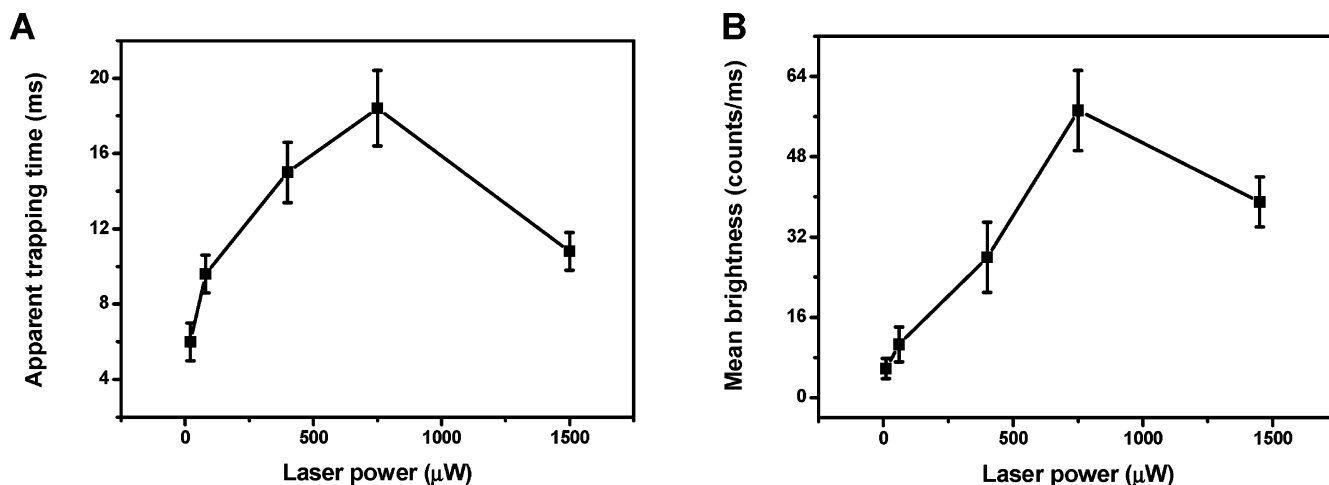 A
Apparent trapping time (ms)
20
16
12
8
4
0 500 1000 1500
Laser power (μW)
B
Mean brightness (counts/ms)
64
48
32
16
0
0 500 1000 1500
Laser power (μW)